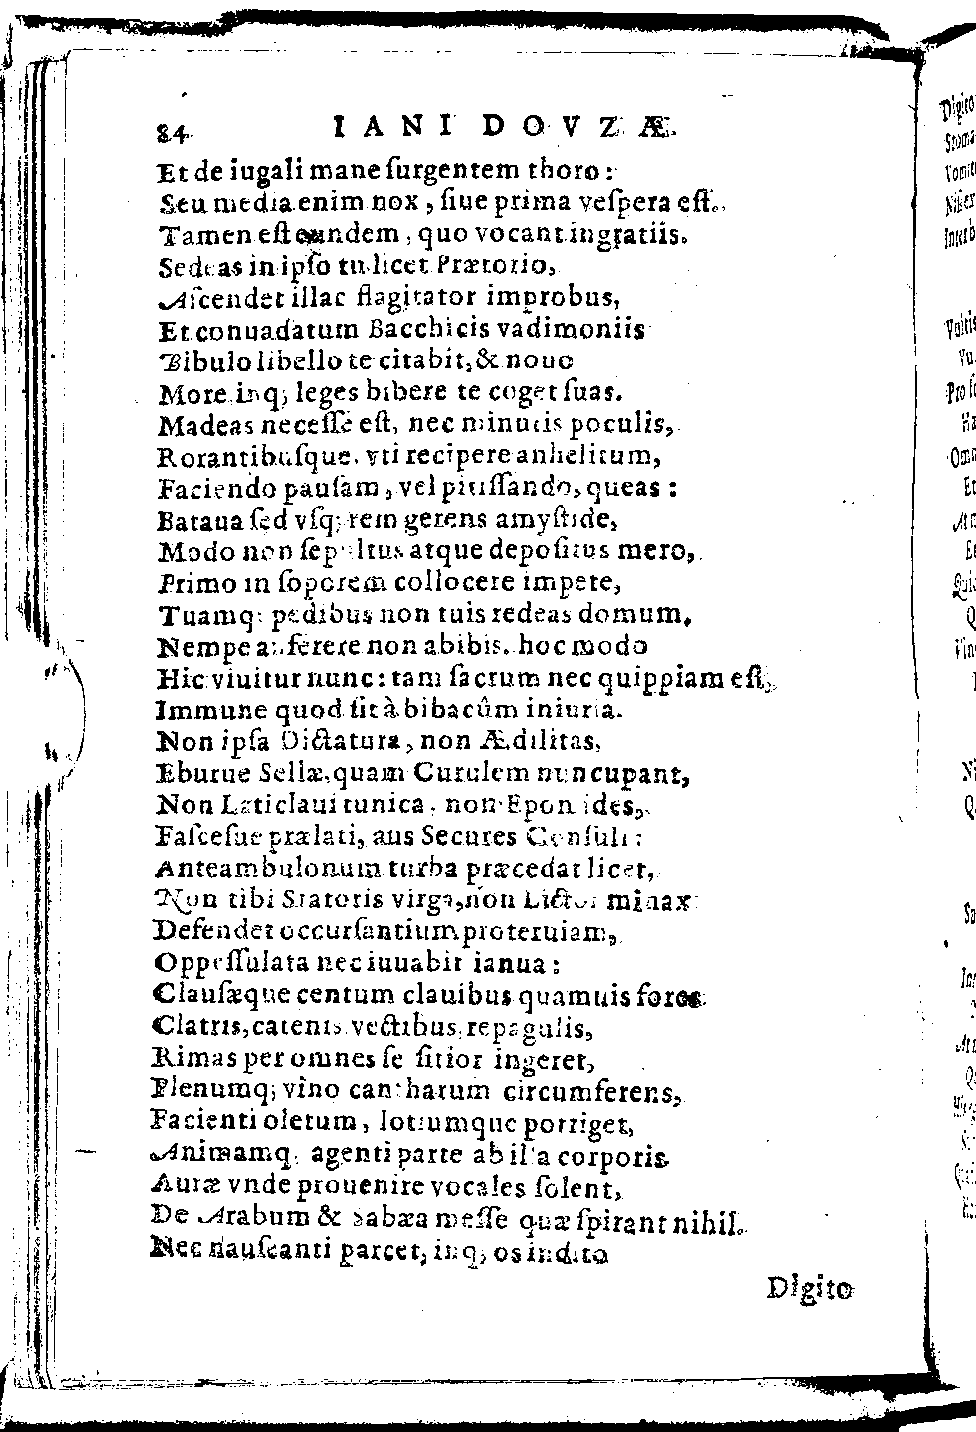 84 IANI DOVZÆ.
Et de iugali mane ſurgentem thoro:
Seu media enim nox, ſiue prima veſpera eſt.
Tamen eſt eundem, quo vocant ingratiis.
Sedeas in ipſo tu licet Prætorio,
Aſcendet illac flagitator improbus,
Et conuadatum Bacchicis vadimoniis
Bibulo libello te citabit, & nouo
More inq; leges bibere te coget ſuas.
Madeas neceſſe eſt, nec minutis poculis,
Rorantibuſque, vti recipere anhelitum,
Faciendo pauſam, vel pitiſſando, queas:
Bataua ſed vſq; rem gerens amyſtide,
Modo non ſepultus atque depoſitus mero,
Primo in ſoporem collocere impete,
Tuamq; pedibus non tuis redeas domum,
Nempe auferere non abibis. hoc modo
Hic viuitur nunc: tam ſacrum nec quippiam eſt,
Immune quod ſit à bibacûm iniuria.
Non ipſa Dictatura, non Ædilitas,
Eburue Sellæ, quam Curulem nuncupant,
Non Laticlaui tunica, non Epon ides,
Faſceſue prælati, aus Secures Conſuli:
Anteambulonum turba præcedat licet,
Non tibi Statoris virga, non Lictor minax
Defendet occurſantium proteruiam,
Oppeſſulata nec iuuabit ianua:
Clauſæque centum clauibus quamuis fores
Clatris, catenis, vectibus, repagulis,
Rimas per omnes ſe ſitior ingeret,
Plenumq; vino cantharum circumferens,
Facienti oletum, lotiumque porriget,
Animamq; agenti parte ab illa corporis
Auræ vnde prouenire vocales ſolent,
De Arabum & Sabæa meſſe quæ ſpirant nihil.
Nec nauſeanti parcet, inq; os indito
Digito